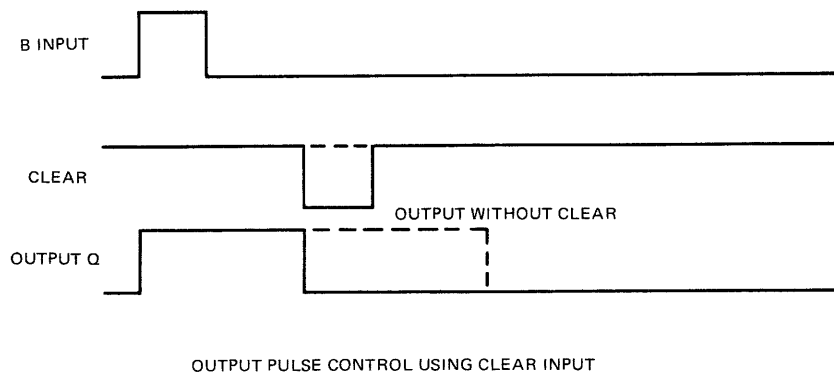 B INPUT
CLEAR
OUTPUT WITHOUT CLEAR
OUTPUT Q
OUTPUT PULSE CONTROL USING CLEAR INPUT